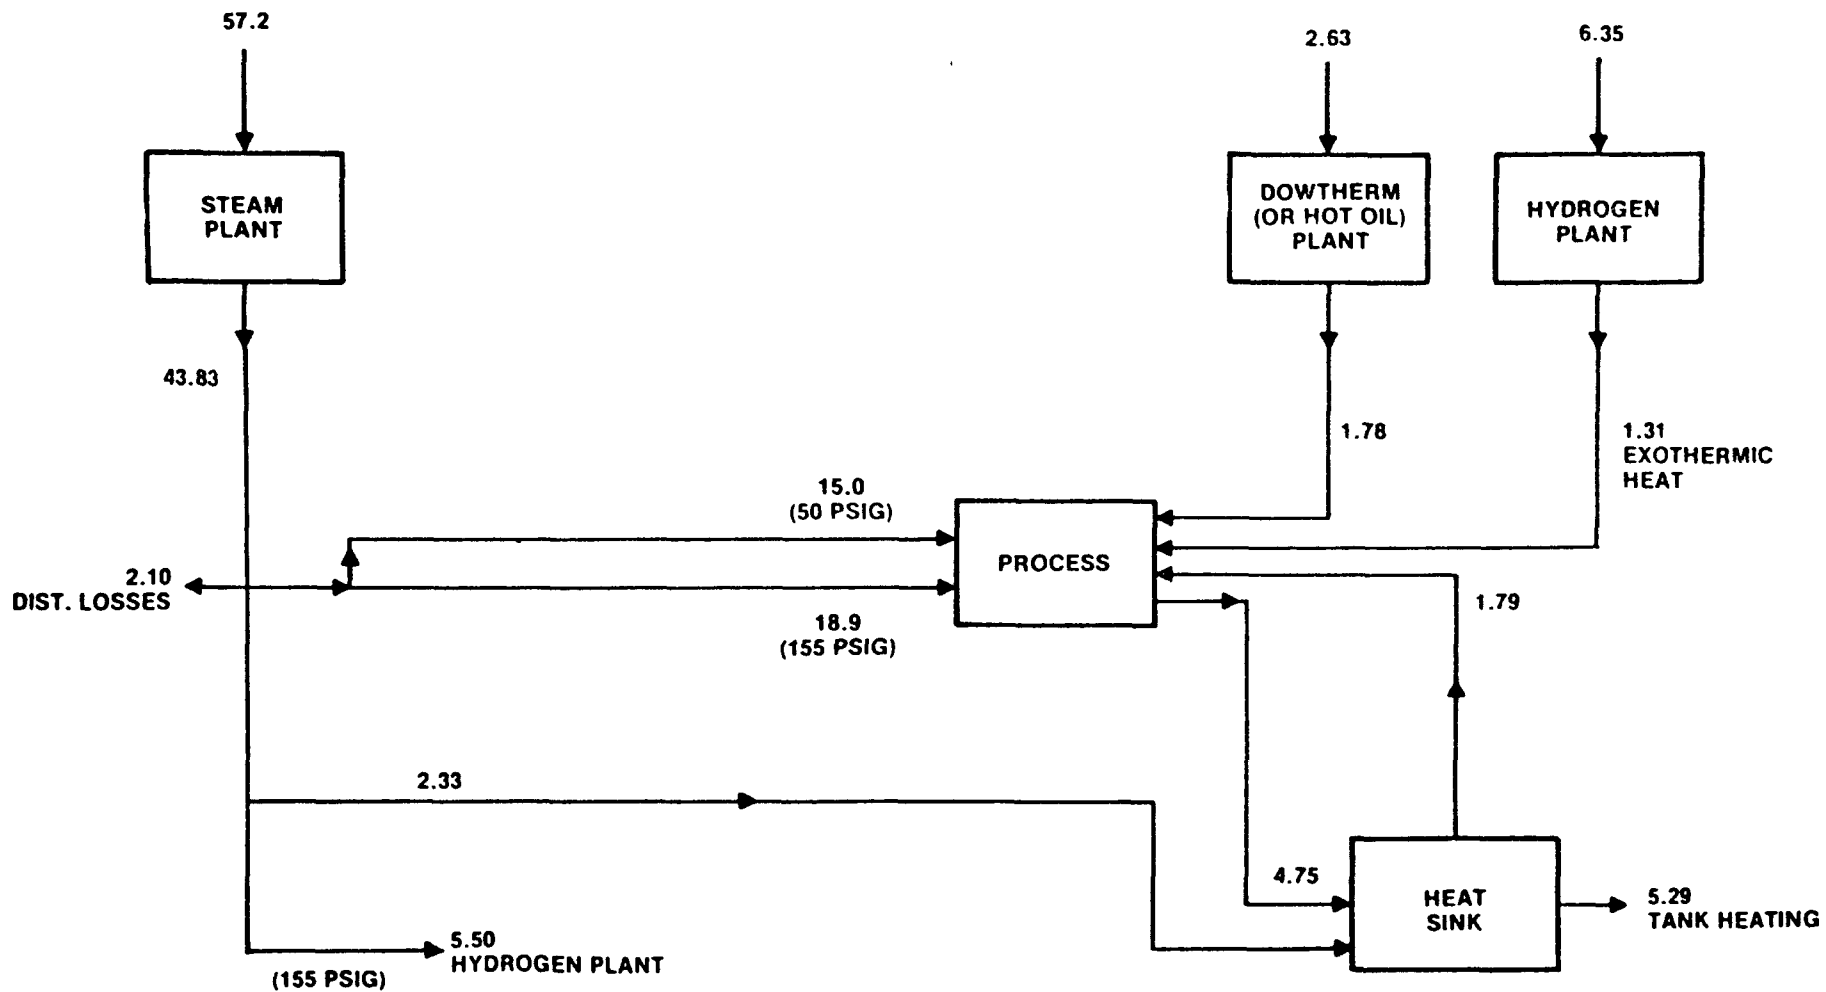 57.2
2.63
6.35
STEAM
PLANT
DOWTHERM
(OR HOT OIL)
PLANT
HYDROGEN
PLANT
43.83
1.78
1.31
EXOTHERMIC
HEAT
15.0
(50 PSIG)
PROCESS
2.10
DIST. LOSSES
18.9
(155 PSIG)
1.79
2.33
4.75
HEAT
SINK
5.29
TANK HEATING
5.50
HYDROGEN PLANT
(155 PSIG)